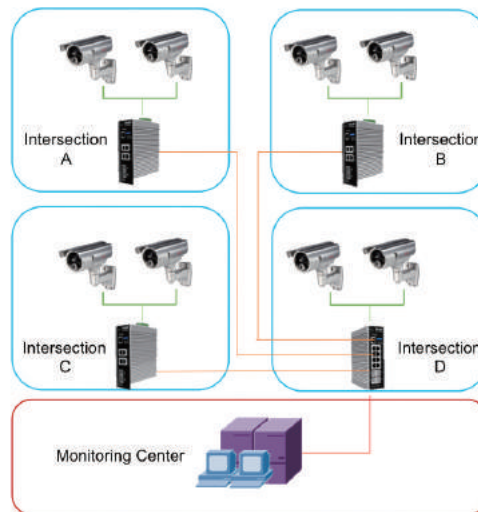 Intersection
A
Intersection
B
Intersection
C
Intersection
D
Monitoring Center